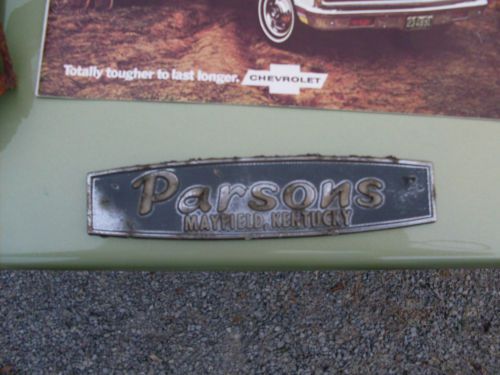 Totally tougher to last longer. CHEVROLET
Parsons
MAYFIELD, KENTUCKY